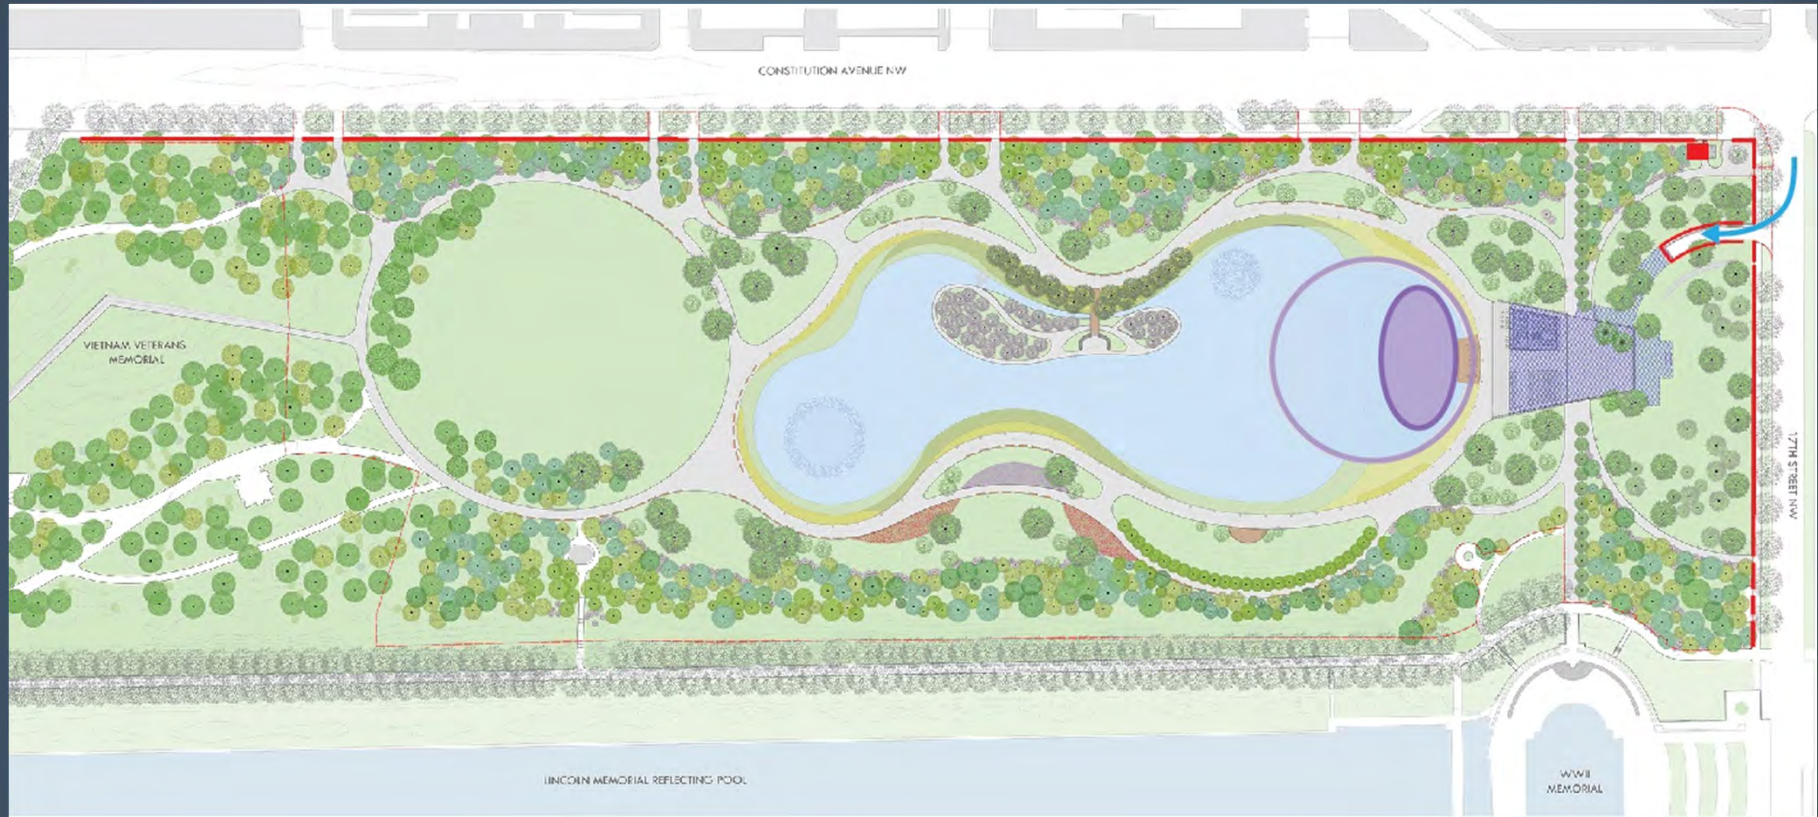 CONSTITUTION AVENUE NW
VIETNAM VETERANS
MEMORIAL
17TH STREET NW
LINCOLN MEMORIAL REFLECTING POOL
WWII
MEMORIAL